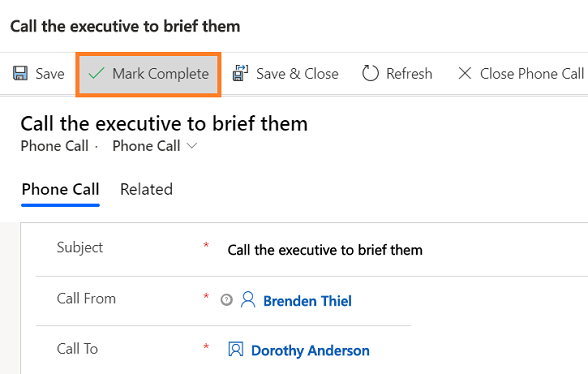 Call the executive to brief them
Save Mark Complete Save & Close Refresh Close Phone Call
Call the executive to brief them
Phone Call · Phone Call
Phone Call Related
Subject * Call the executive to brief them
Call From * Brenden Thiel
Call To * Dorothy Anderson